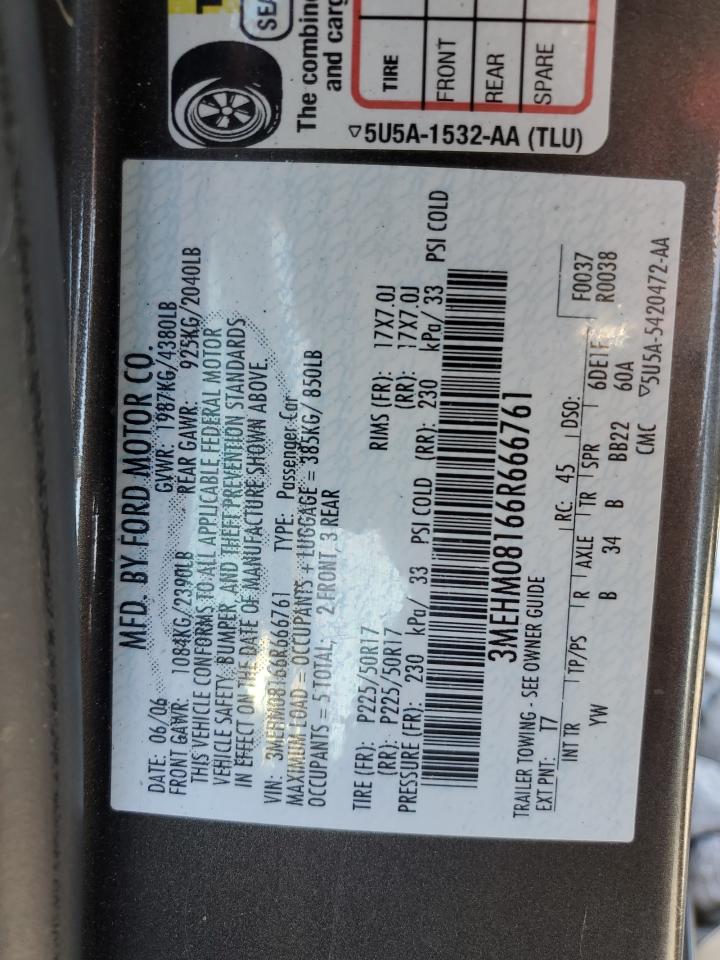 SEA
The combine
and carg
TIRE
FRONT
REAR
SPARE
▽5U5A-1532-AA (TLU)
MFD. BY FORD MOTOR CO.
DATE: 06/06 GVWR: 1987KG/4380LB
FRONT GAWR: 1084KG/2390LB REAR GAWR: 925KG/2040LB
THIS VEHICLE CONFORMS TO ALL APPLICABLE FEDERAL MOTOR
VEHICLE SAFETY, BUMPER, AND THEFT PREVENTION STANDARDS
IN EFFECT ON THE DATE OF MANUFACTURE SHOWN ABOVE.
VIN: 3MEHM08166R666761 TYPE: Passenger Car
MAXIMUM LOAD = OCCUPANTS + LUGGAGE = 385KG/ 850LB
OCCUPANTS = 5 TOTAL: 2 FRONT, 3 REAR
TIRE (FR): P225/50R17 RIMS (FR): 17X7.0J
(RR): P225/50R17 (RR): 17X7.0J
PRESSURE (FR): 230 kPa/ 33 PSI COLD (RR): 230 kPa/ 33 PSI COLD
3MEHM08166R666761
TRAILER TOWING - SEE OWNER GUIDE
EXT PNT: T7 RC: 45 DSO: F0037
INT TR TP/PS R AXLE TR SPR 6DE1F R0038
YW B 34 B BB22 60A
CMC ▽5U5A-5420472-AA